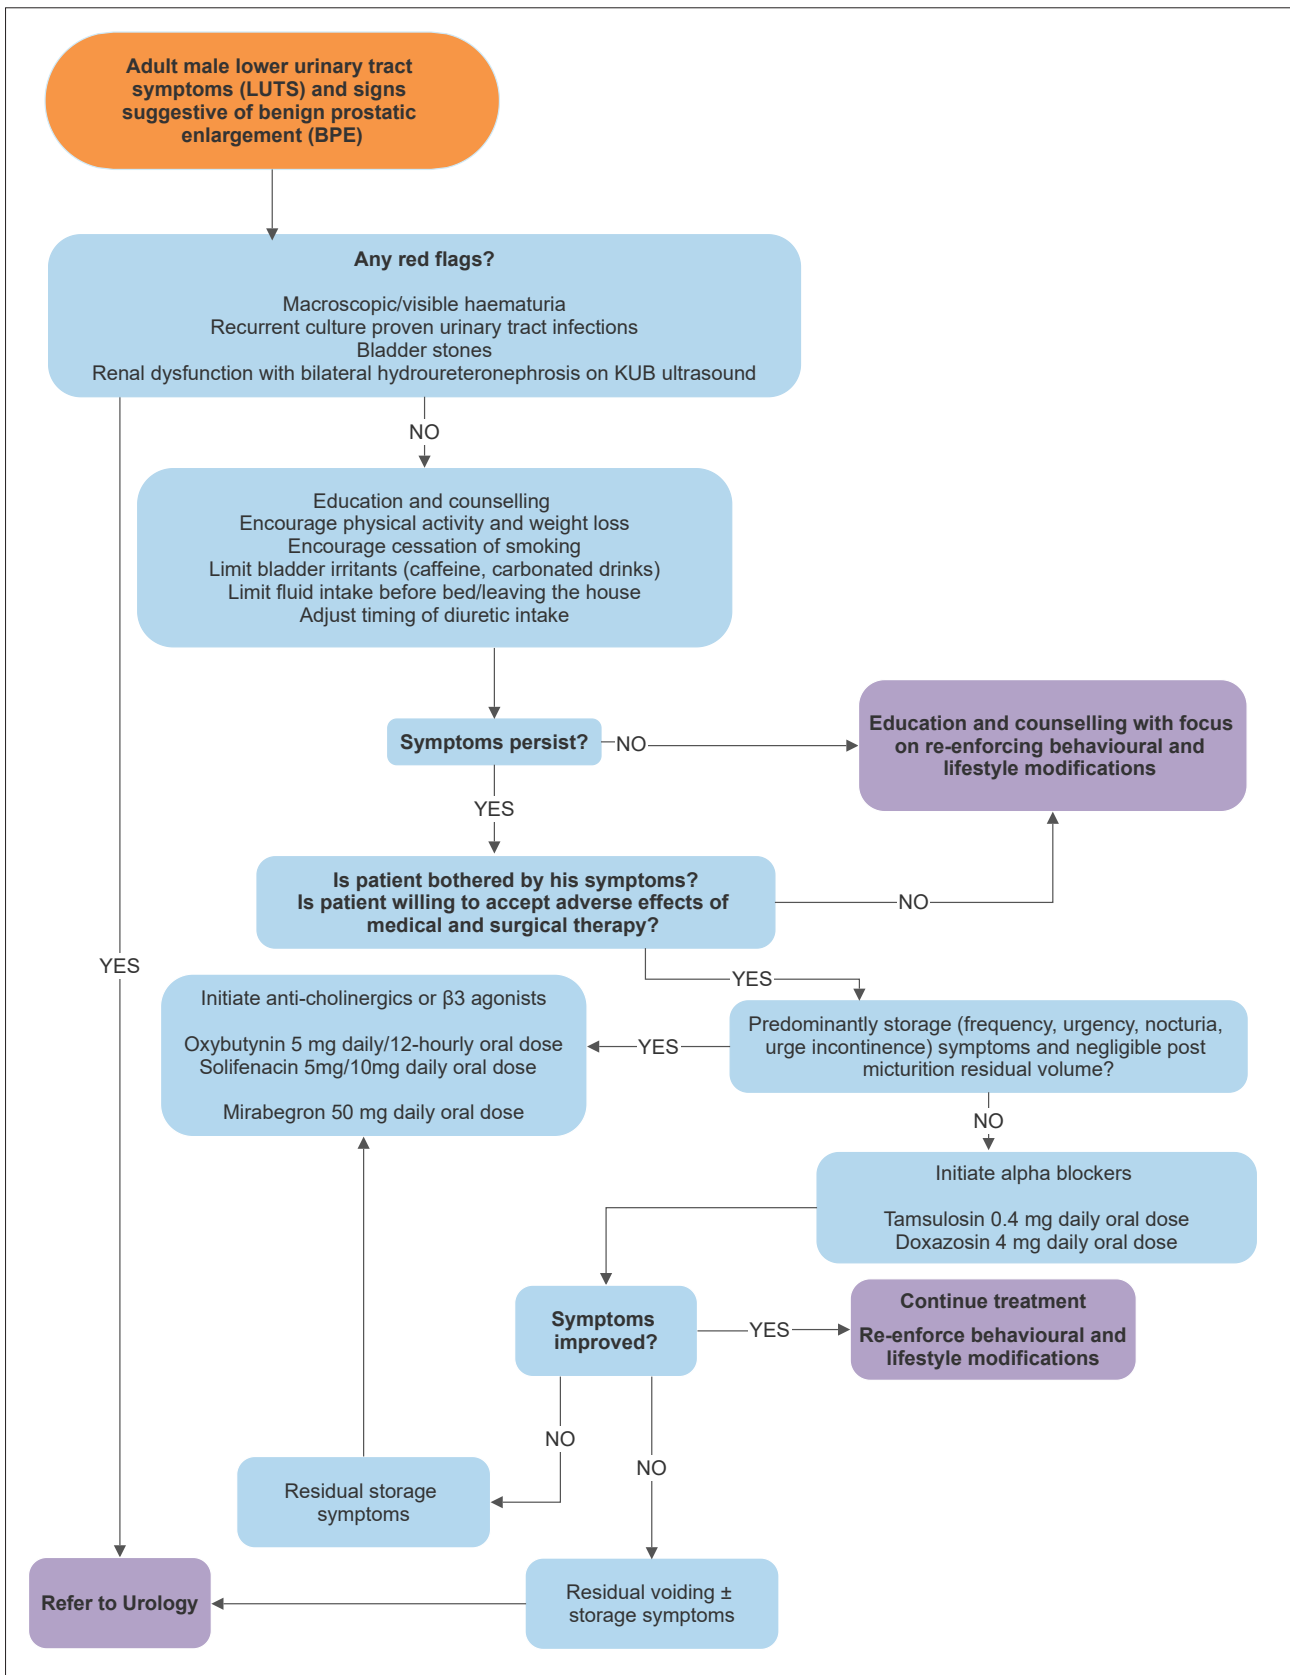 Adult male lower urinary tract
symptoms (LUTS) and signs
suggestive of benign prostatic
enlargement (BPE)
Any red flags?
Macroscopic/visible haematuria
Recurrent culture proven urinary tract infections
Bladder stones
Renal dysfunction with bilateral hydroureteronephrosis on KUB ultrasound
NO
Education and counselling
Encourage physical activity and weight loss
Encourage cessation of smoking
Limit bladder irritants (caffeine, carbonated drinks)
Limit fluid intake before bed/leaving the house
Adjust timing of diuretic intake
Symptoms persist?
NO
Education and counselling with focus
on re-enforcing behavioural and
lifestyle modifications
YES
Is patient bothered by his symptoms?
Is patient willing to accept adverse effects of
medical and surgical therapy?
NO
YES
YES
Initiate anti-cholinergics or β3 agonists
Oxybutynin 5 mg daily/12-hourly oral dose
Solifenacin 5mg/10mg daily oral dose
Mirabegron 50 mg daily oral dose
YES
Predominantly storage (frequency, urgency, nocturia,
urge incontinence) symptoms and negligible post
micturition residual volume?
NO
Initiate alpha blockers
Tamsulosin 0.4 mg daily oral dose
Doxazosin 4 mg daily oral dose
Symptoms
improved?
YES
Continue treatment
Re-enforce behavioural and
lifestyle modifications
NO
NO
Residual storage
symptoms
Residual voiding ±
storage symptoms
Refer to Urology